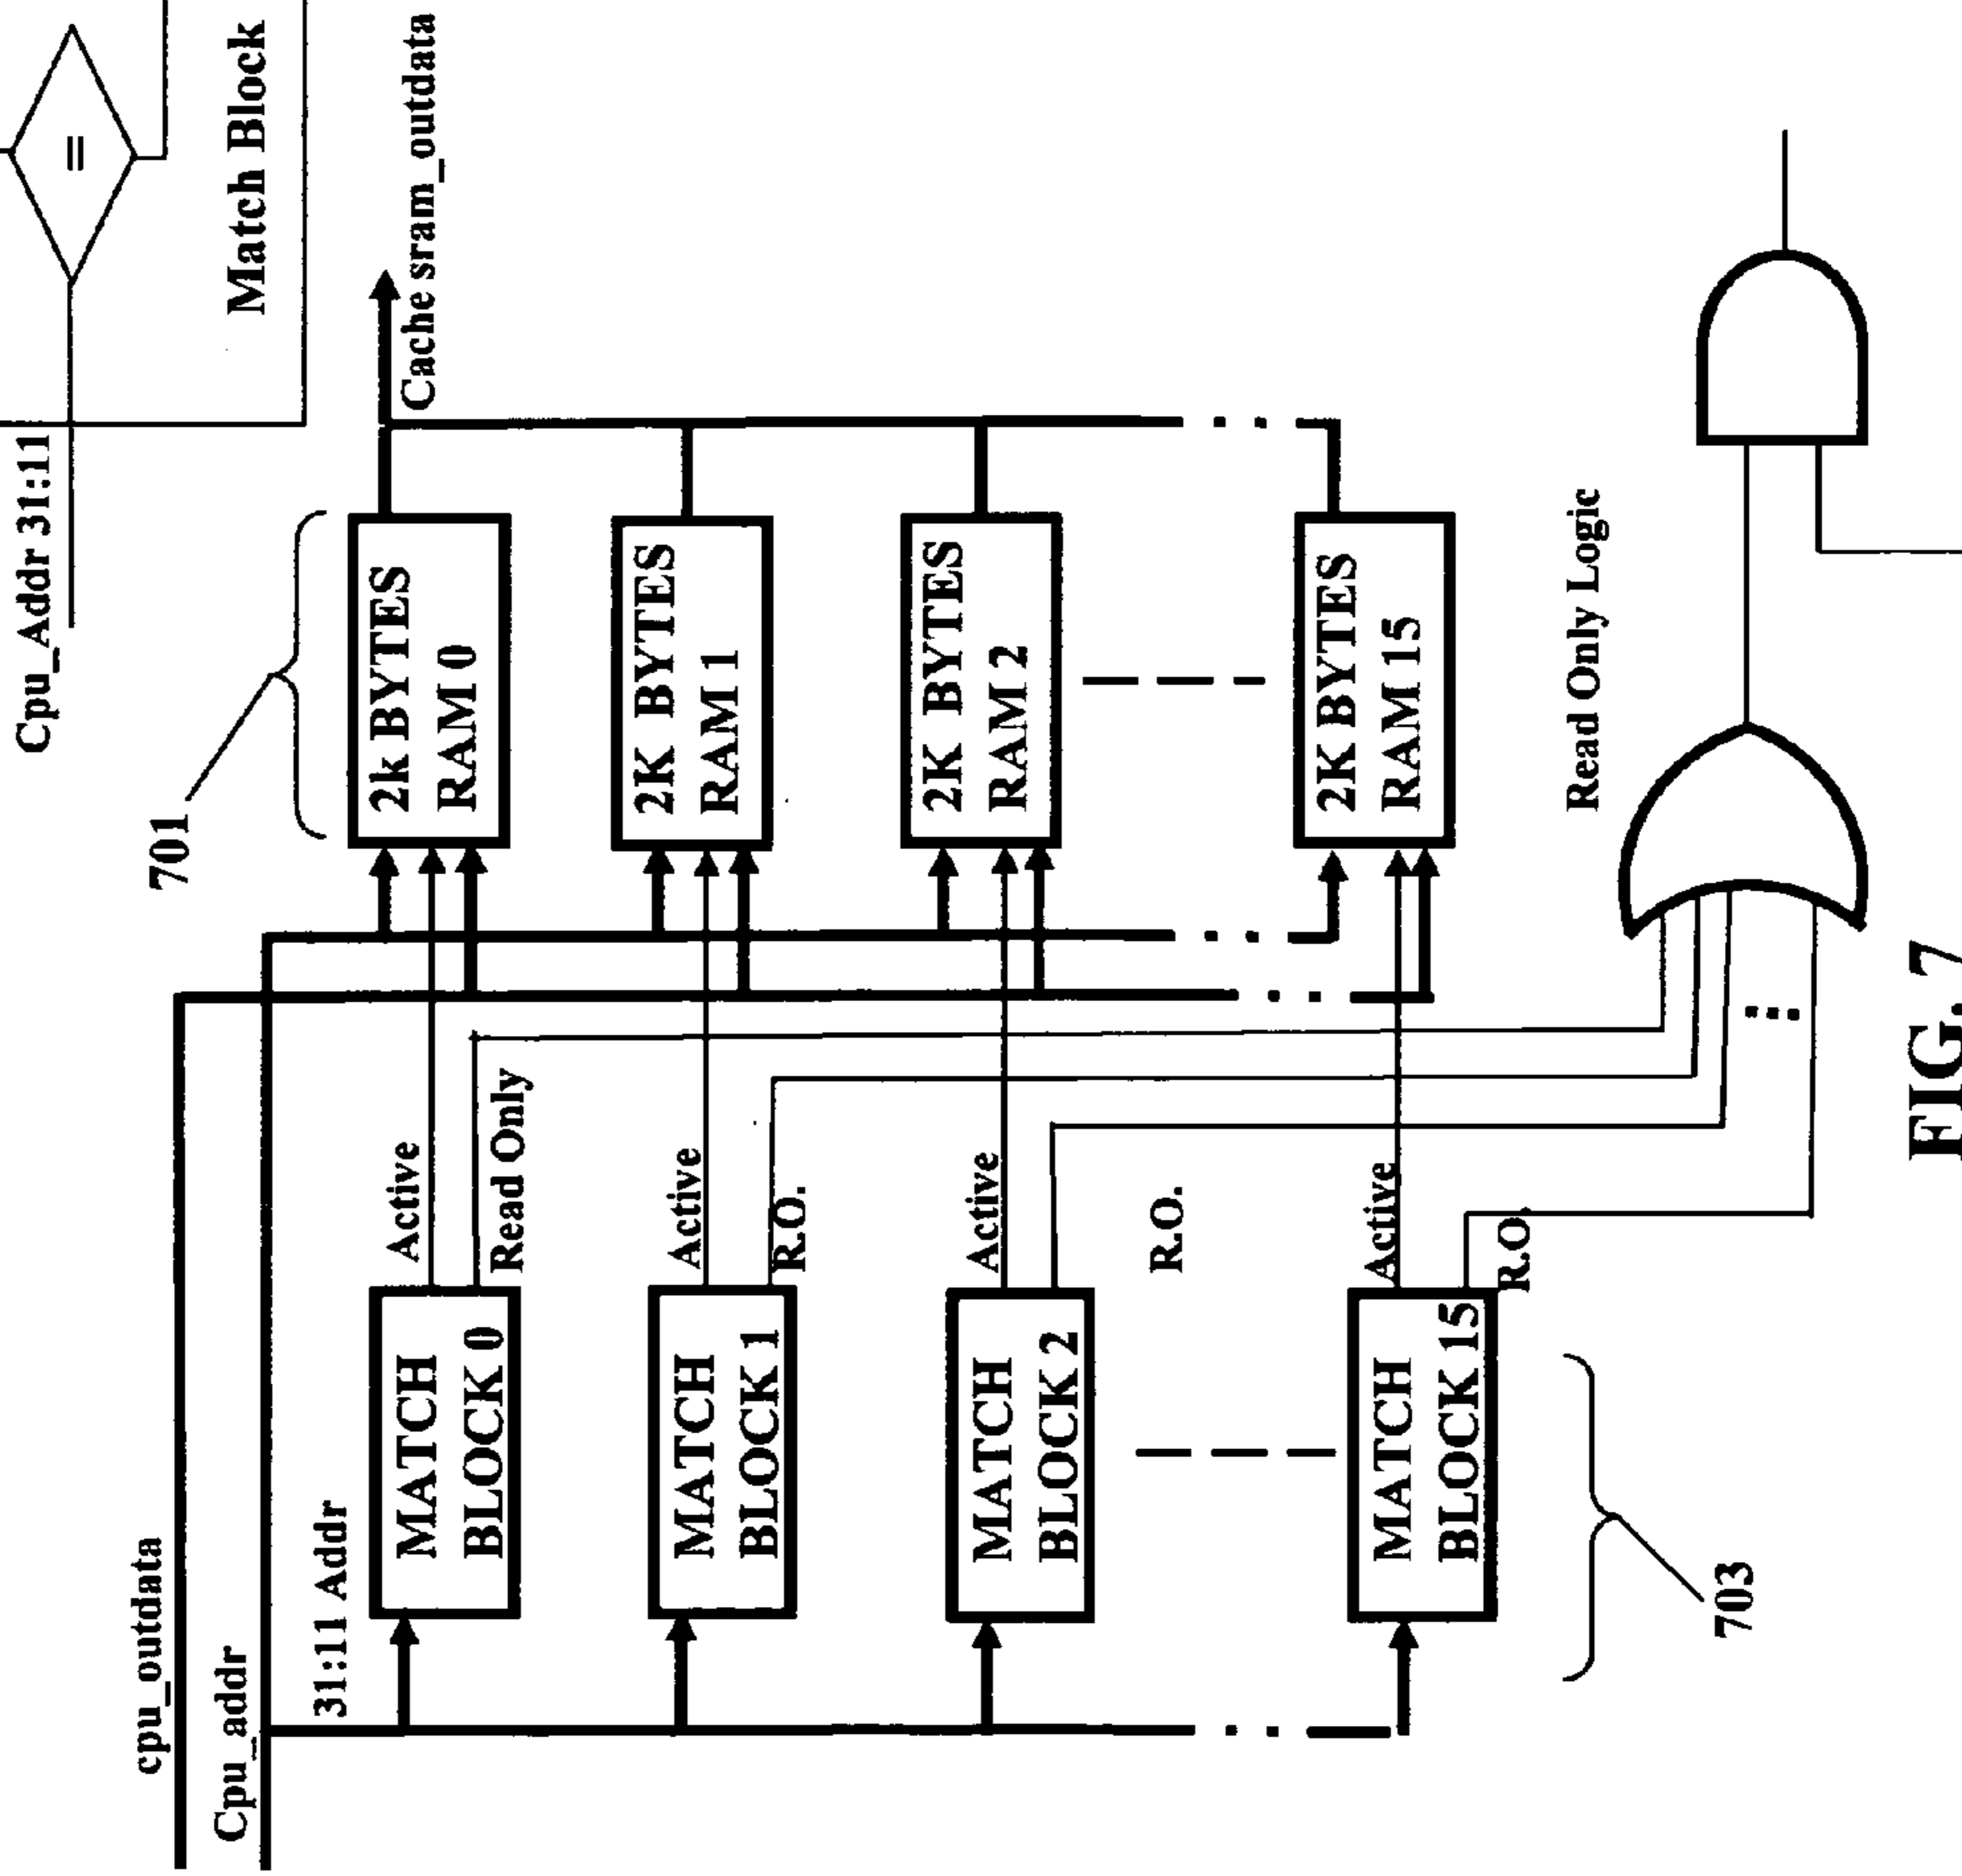 Match Block
Cpu_Addr 31:11
Cache sram_outdata
701
2k BYTES
RAM 0
2K BYTES
RAM 1
2K BYTES
RAM 2
2K BYTES
RAM 15
=
cpu_outdata
Cpu_addr
31:11 Addr
MATCH
BLOCK 0
Active
Read Only
MATCH
BLOCK 1
Active
R.O.
MATCH
BLOCK 2
Active
R.O.
MATCH
BLOCK 15
Active
R.O.
703
Read Only Logic
FIG. 7